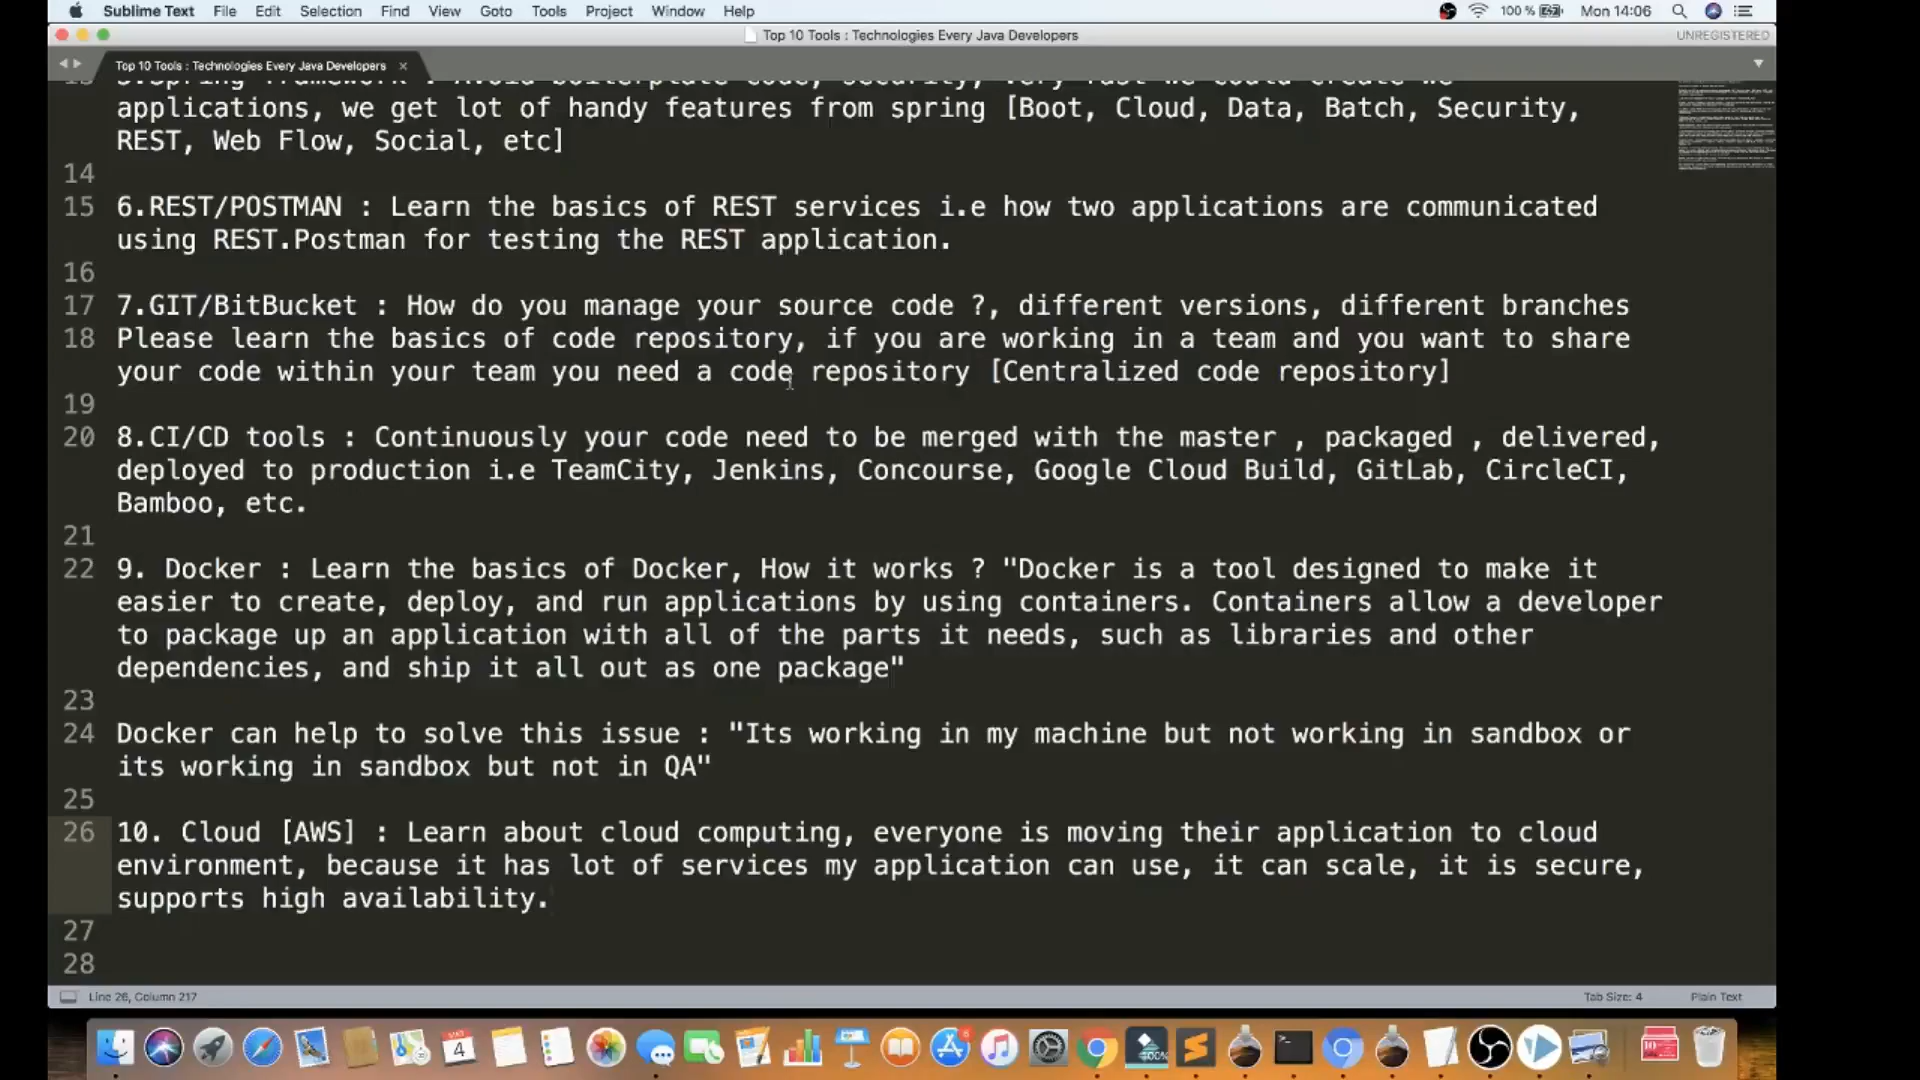 Sublime Text File Edit Selection Find View Goto Tools Project Window Help 100% Mon 14:06
Top 10 Tools : Technologies Every Java Developers UNREGISTERED
Top 10 Tools : Technologies Every Java Developers ×
13 5.Spring framework : Avoid boilerplate code, security, very fast we could create we
applications, we get lot of handy features from spring [Boot, Cloud, Data, Batch, Security,
REST, Web Flow, Social, etc]
14
15 6.REST/POSTMAN : Learn the basics of REST services i.e how two applications are communicated
using REST.Postman for testing the REST application.
16
17 7.GIT/BitBucket : How do you manage your source code ?, different versions, different branches
18 Please learn the basics of code repository, if you are working in a team and you want to share
your code within your team you need a code repository [Centralized code repository]
19
20 8.CI/CD tools : Continuously your code need to be merged with the master , packaged , delivered,
deployed to production i.e TeamCity, Jenkins, Concourse, Google Cloud Build, GitLab, CircleCI,
Bamboo, etc.
21
22 9. Docker : Learn the basics of Docker, How it works ? "Docker is a tool designed to make it
easier to create, deploy, and run applications by using containers. Containers allow a developer
to package up an application with all of the parts it needs, such as libraries and other
dependencies, and ship it all out as one package"
23
24 Docker can help to solve this issue : "Its working in my machine but not working in sandbox or
its working in sandbox but not in QA"
25
26 10. Cloud [AWS] : Learn about cloud computing, everyone is moving their application to cloud
environment, because it has lot of services my application can use, it can scale, it is secure,
supports high availability.
27
28
Line 26, Column 217 Tab Size: 4 Plain Text
4